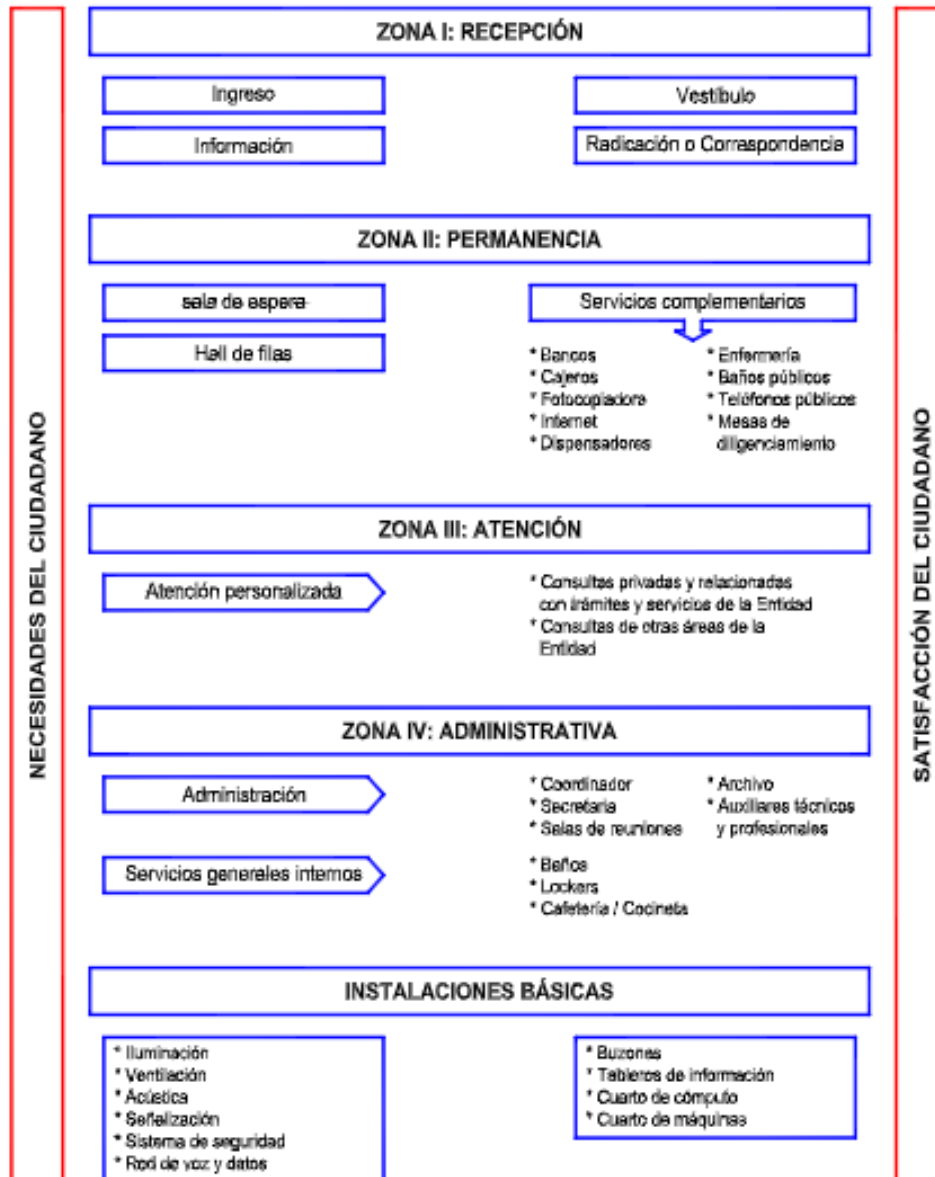 NECESIDADES DEL CIUDADANO
ZONA I: RECEPCIÓN
Ingreso
Vestíbulo
Información
Radicación o Correspondencia
ZONA II: PERMANENCIA
sala de espera
Servicios complementarios
Hall de filas
* Bancos
* Cajeros
* Fotocopiadora
* Internet
* Dispensadores
* Enfermería
* Baños públicos
* Teléfonos públicos
* Mesas de
diligenciamiento
ZONA III: ATENCIÓN
Atención personalizada
* Consultas privadas y relacionadas
con trámites y servicios de la Entidad
* Consultas de otras áreas de la
Entidad
ZONA IV: ADMINISTRATIVA
Administración
* Coordinador
* Secretaria
* Salas de reuniones
* Archivo
* Auxiliares técnicos
y profesionales
Servicios generales internos
* Baños
* Lockers
* Cafetería / Cocineta
INSTALACIONES BÁSICAS
* Iluminación
* Ventilación
* Acústica
* Señalización
* Sistema de seguridad
* Red de voz y datos
* Buzones
* Tableros de información
* Cuarto de cómputo
* Cuarto de máquinas
SATISFACCIÓN DEL CIUDADANO